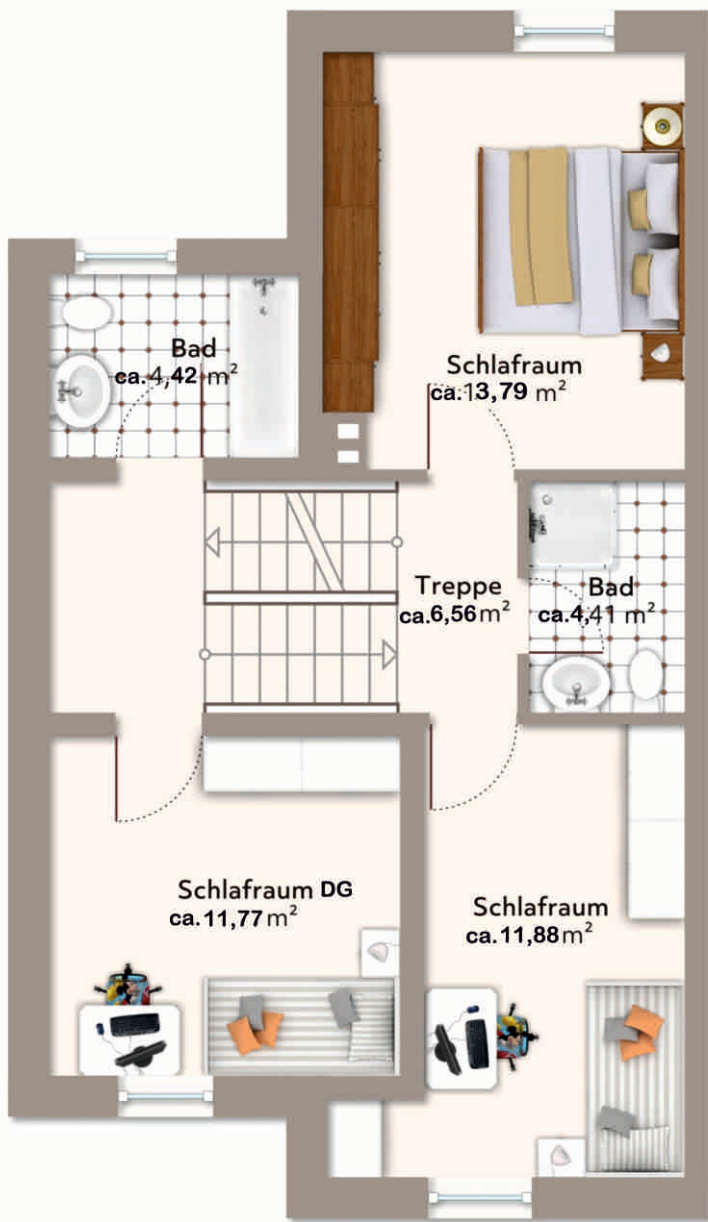 Bad
ca.4,42 m²
Schlafraum
ca.13,79 m²
Treppe
ca.6,56m²
Bad
ca.4,41 m²
Schlafraum DG
ca.11,77m²
Schlafraum
ca.11,88m²